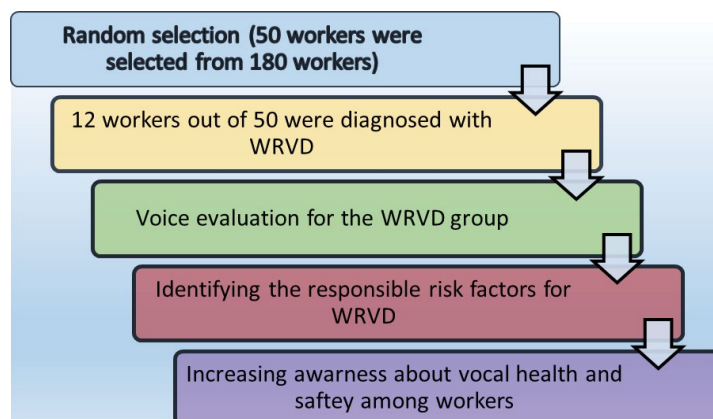 Random selection (50 workers were
selected from 180 workers)
12 workers out of 50 were diagnosed with
WRVD
Voice evaluation for the WRVD group
Identifying the responsible risk factors for
WRVD
Increasing awarness about vocal health and
saftey among workers